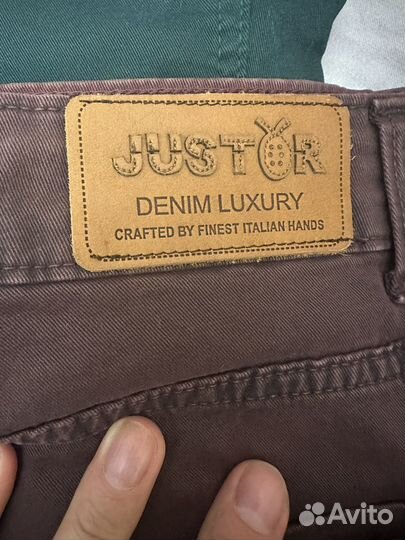 JUSTOR
DENIM LUXURY
CRAFTED BY FINEST ITALIAN HANDS
Avito